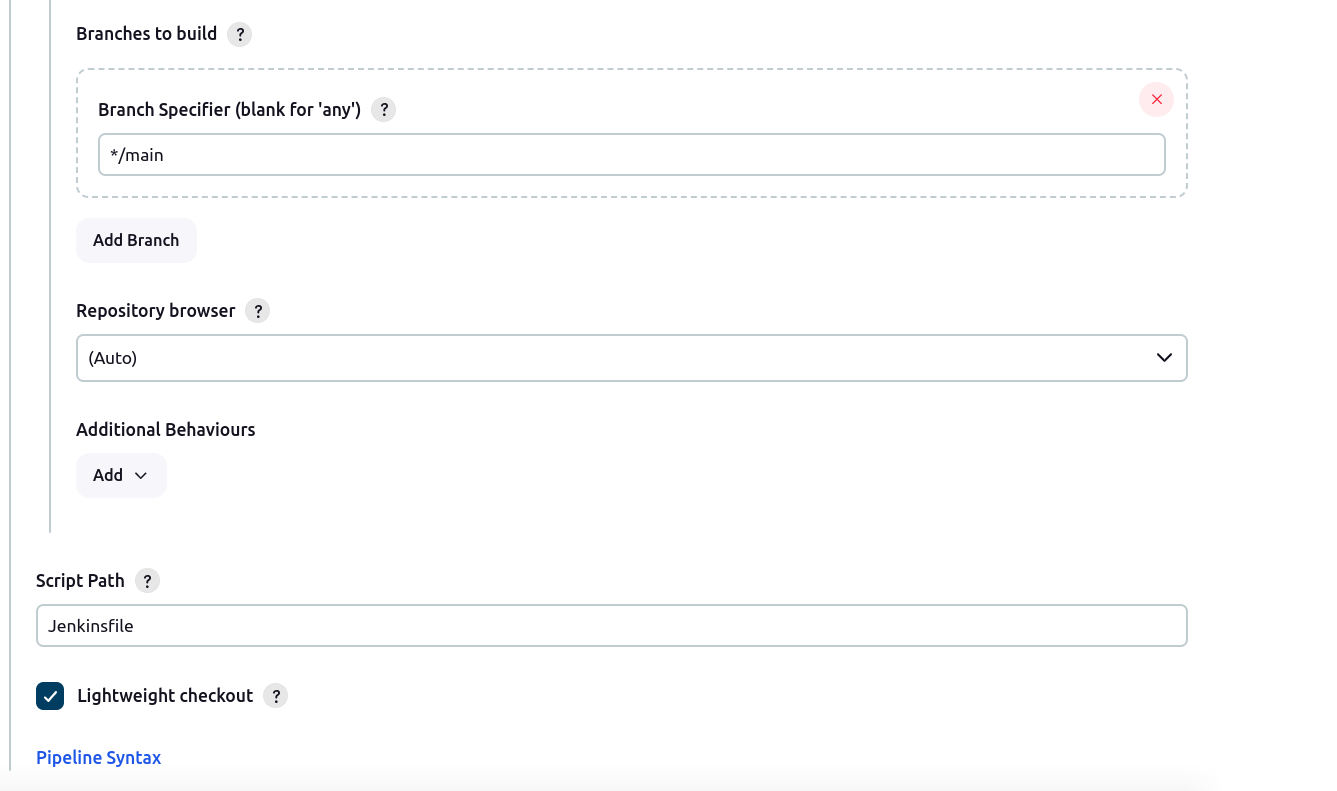 Branches to build ?
Branch Specifier (blank for 'any') ?
*/main
Add Branch
Repository browser ?
(Auto)
Additional Behaviours
Add
Script Path ?
Jenkinsfile
Lightweight checkout ?
Pipeline Syntax